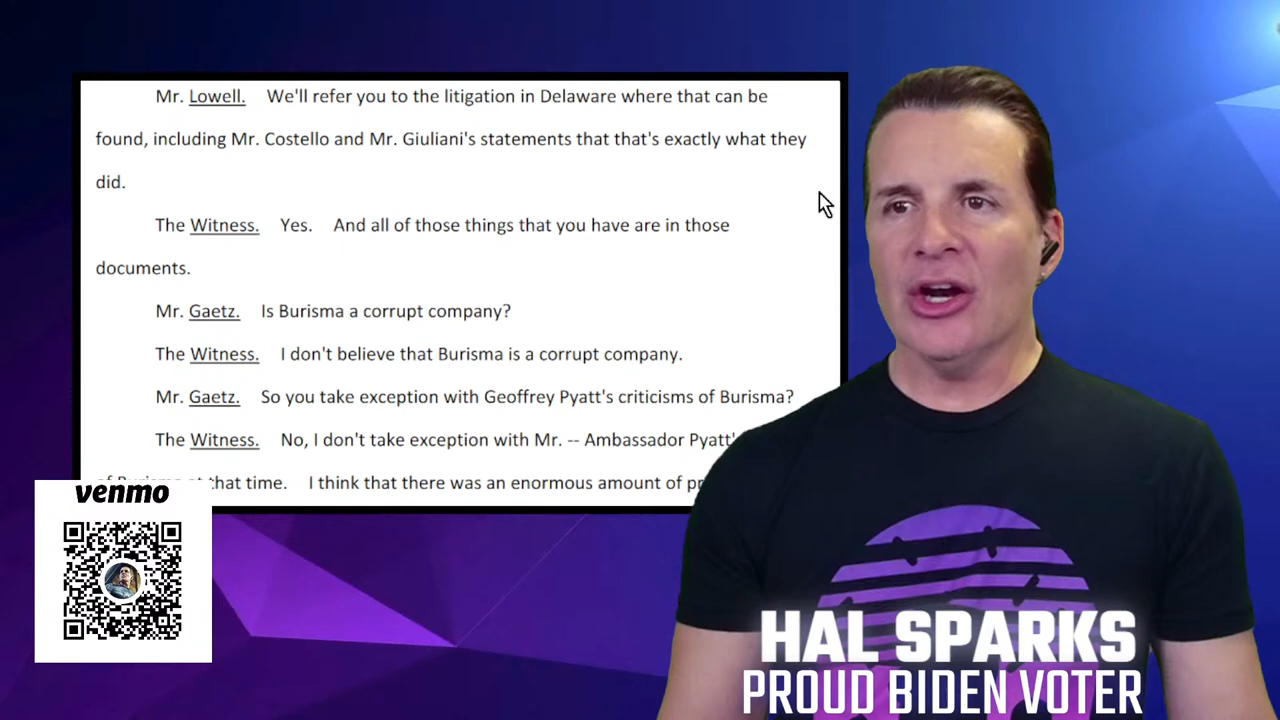 Mr. Lowell. We'll refer you to the litigation in Delaware where that can be
found, including Mr. Costello and Mr. Giuliani's statements that that's exactly what they
did.
The Witness. Yes. And all of those things that you have are in those
documents.
Mr. Gaetz. Is Burisma a corrupt company?
The Witness. I don't believe that Burisma is a corrupt company.
Mr. Gaetz. So you take exception with Geoffrey Pyatt's criticisms of Burisma?
The Witness. No, I don't take exception with Mr. -- Ambassador Pyatt'
of Burisma at that time. I think that there was an enormous amount of
venmo
HAL SPARKS
PROUD BIDEN VOTER